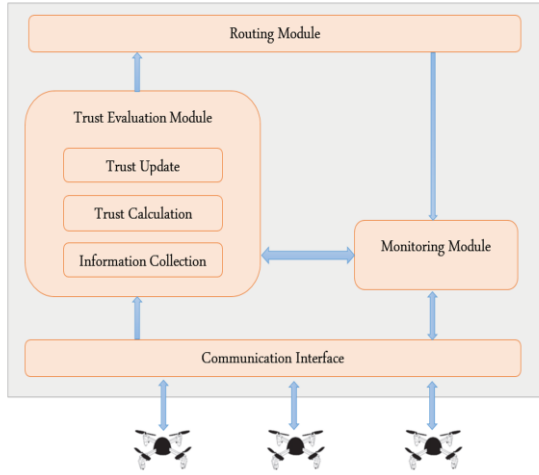 Routing Module
Trust Evaluation Module
Trust Update
Trust Calculation
Information Collection
Monitoring Module
Communication Interface